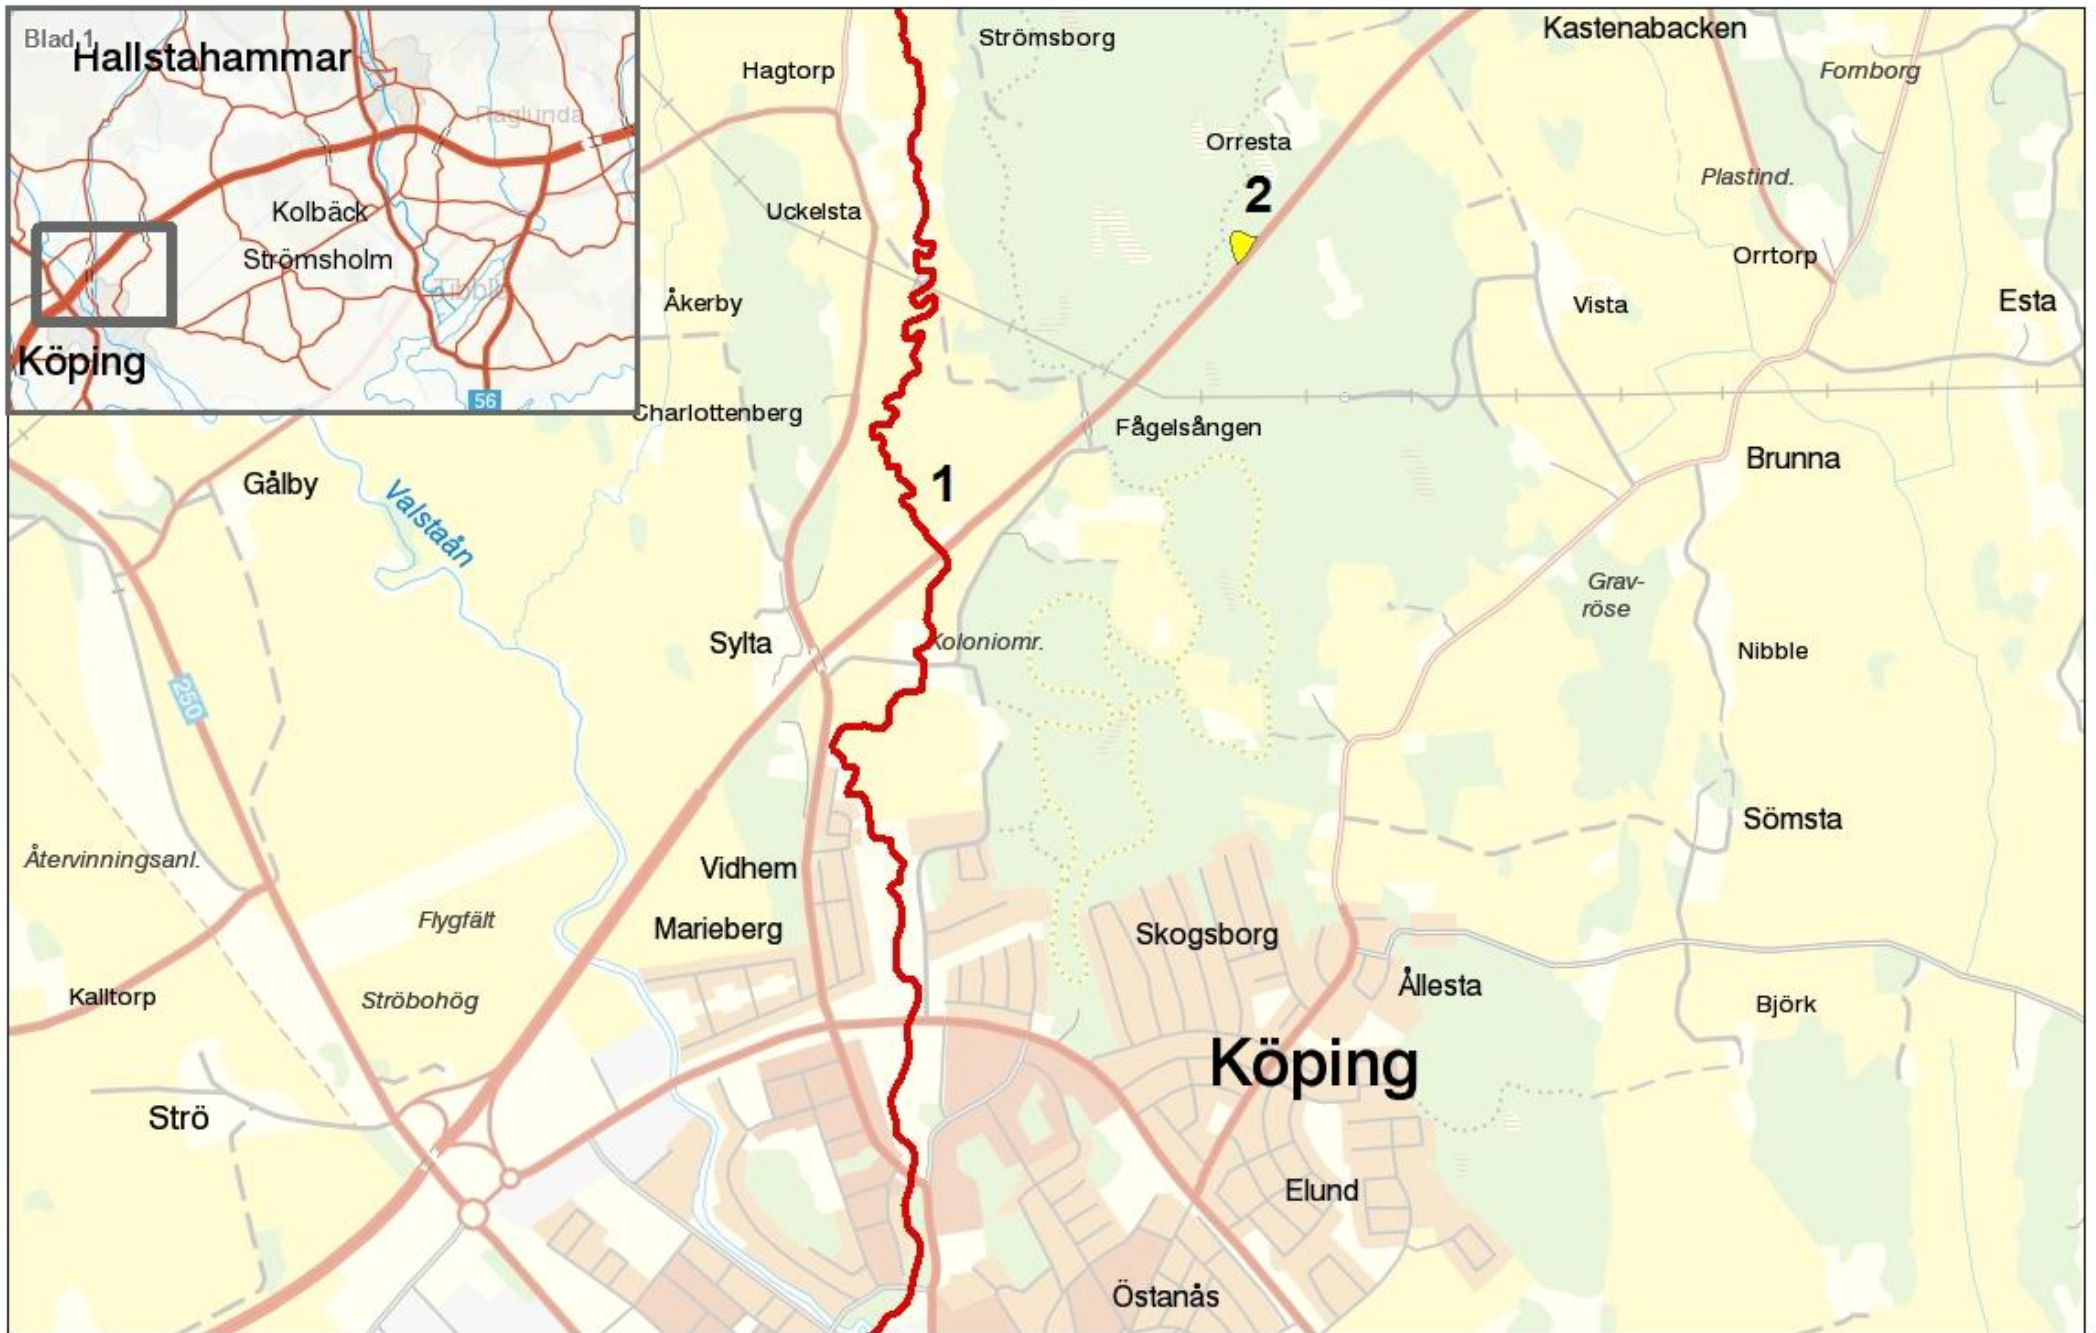 Blad 1
Hallstahammar
Raglunda
Kolbäck
Strömsholm
Tibble
Köping
56
Strömsborg
Kastenabacken
Hagtorp
Fornborg
Orresta
Plastind.
2
Uckelsta
Orrtorp
Åkerby
Vista
Esta
Charlottenberg
Fågelsången
Brunna
Gålby
1
Valstaån
Grav-
röse
Sylta
Koloniomr.
Nibble
250
Sömsta
Återvinningsanl.
Vidhem
Flygfält
Marieberg
Skogsborg
Kalltorp
Ströbohög
Ållesta
Björk
Köping
Strö
Elund
Östanås